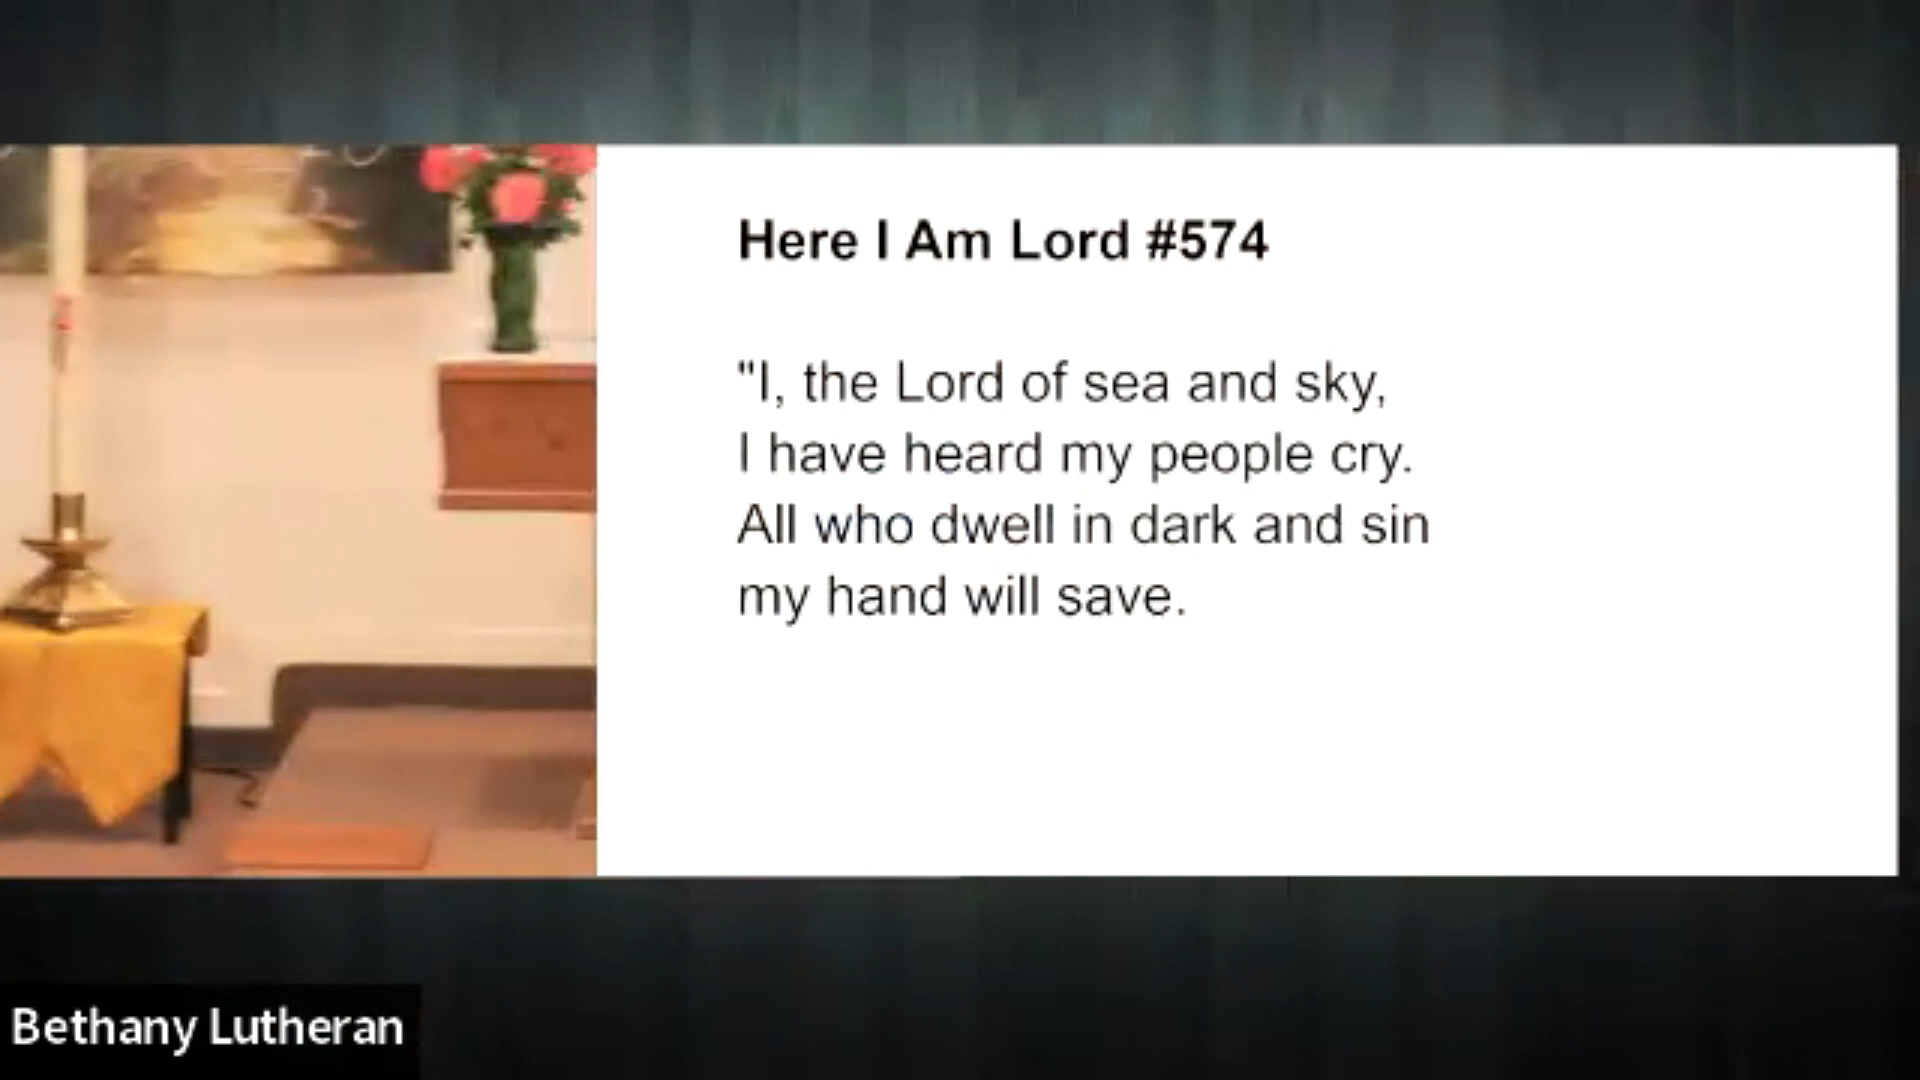 Here I Am Lord #574
"I, the Lord of sea and sky,
I have heard my people cry.
All who dwell in dark and sin
my hand will save.
Bethany Lutheran